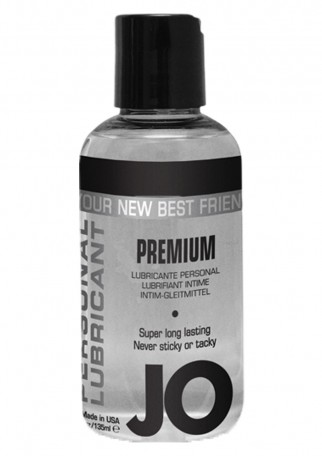 YOUR NEW BEST FRIEN
PERSONAL
LUBRICANT
PREMIUM
LUBRICANTE PERSONAL
LUBRIFIANT INTIME
INTIM-GLEITMITTEL
•
Super long lasting
Never sticky or tacky
JO
Made in USA
/135ml e